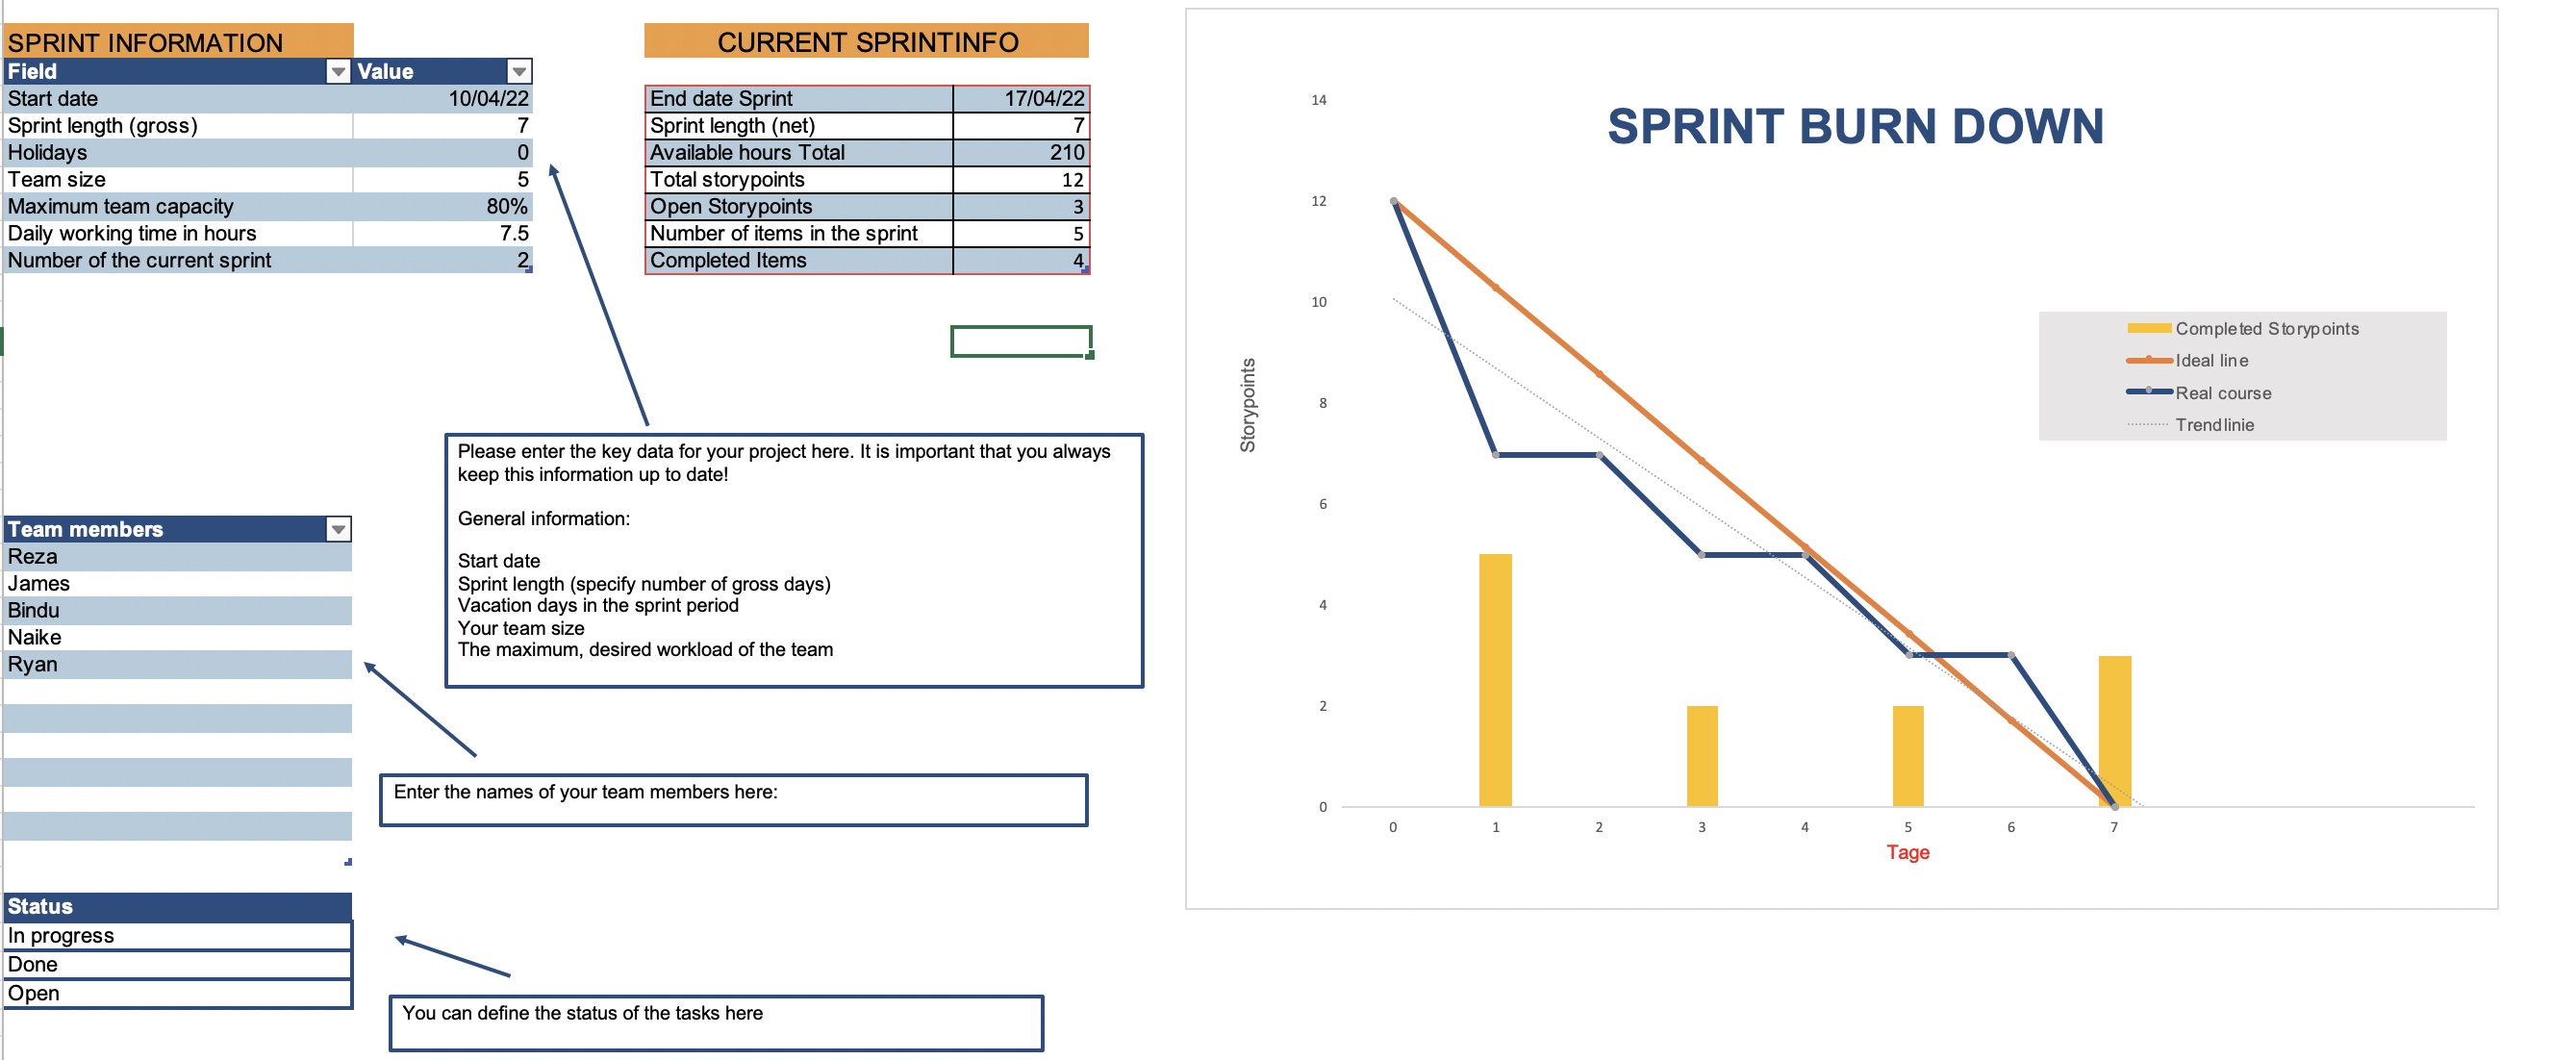 SPRINT INFORMATION
Field Value
Start date 10/04/22
Sprint length (gross) 7
Holidays 0
Team size 5
Maximum team capacity 80%
Daily working time in hours 7.5
Number of the current sprint 2
CURRENT SPRINTINFO
End date Sprint 17/04/22
Sprint length (net) 7
Available hours Total 210
Total storypoints 12
Open Storypoints 3
Number of items in the sprint 5
Completed Items 4
Please enter the key data for your project here. It is important that you always
keep this information up to date!
General information:
Start date
Sprint length (specify number of gross days)
Vacation days in the sprint period
Your team size
The maximum, desired workload of the team
Team members
Reza
James
Bindu
Naike
Ryan
Enter the names of your team members here:
Status
In progress
Done
Open
You can define the status of the tasks here
SPRINT BURN DOWN
Storypoints
14
12
10
8
6
4
2
0
0 1 2 3 4 5 6 7
Tage
Completed Storypoints
Ideal line
Real course
Trendlinie